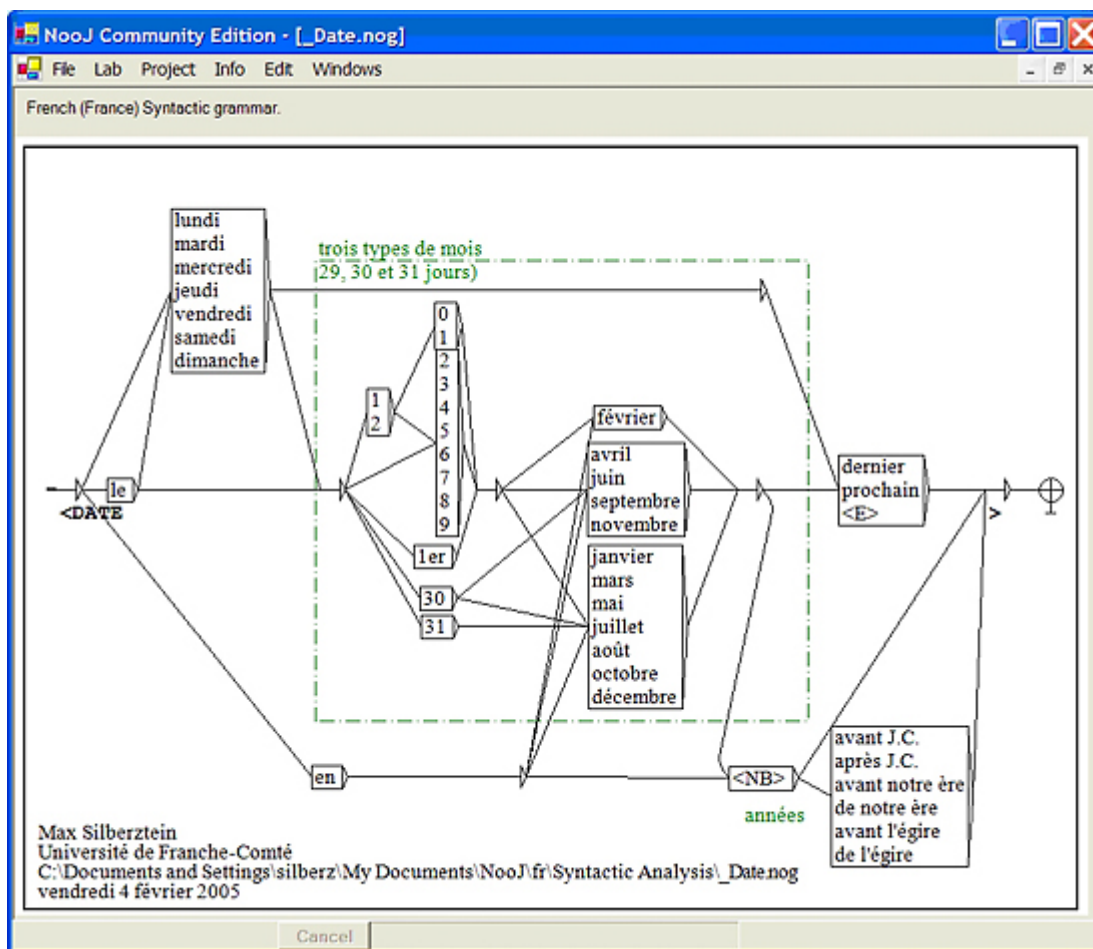 NooJ Community Edition - [_Date.nog]
File Lab Project Info Edit Windows
French (France) Syntactic grammar.
lundi
mardi
mercredi
jeudi
vendredi
samedi
dimanche
trois types de mois
29, 30 et 31 jours)
0
1
2
3
4
5
6
7
8
9
1
2
février
avril
juin
septembre
novembre
dernier
prochain
<E>
le
<DATE
>
1er
30
31
janvier
mars
mai
juillet
août
octobre
décembre
en
<NB>
années
avant J.C.
après J.C.
avant notre ère
de notre ère
avant l'égire
de l'égire
Max Silberztein
Université de Franche-Comté
C:\Documents and Settings\silberz\My Documents\NooJ\fr\Syntactic Analysis\_Date.nog
vendredi 4 février 2005
Cancel